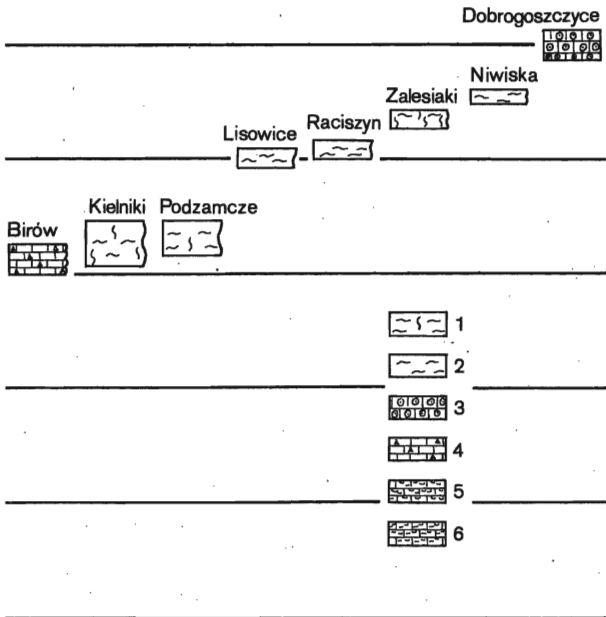 Dobrogoszczyce
Niwiska
Zalesiaki
Raciszyn
Lisowice
Kielniki Podzamcze
Birów
1
2
3
4
5
6